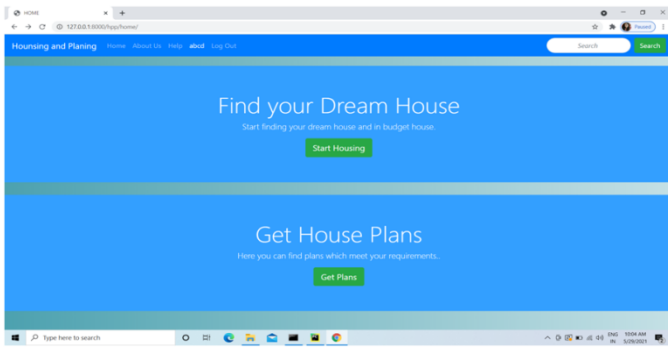 HOME
127.0.0.1:8000/hpp/home/
Paused
Hounsing and Planing Home About Us Help abcd Log Out Search Search
Find your Dream House
Start finding your dream house and in budget house.
Start Housing
Get House Plans
Here you can find plans which meet your requirements..
Get Plans
Type here to search
ENG 10:04 AM
IN 5/29/2021